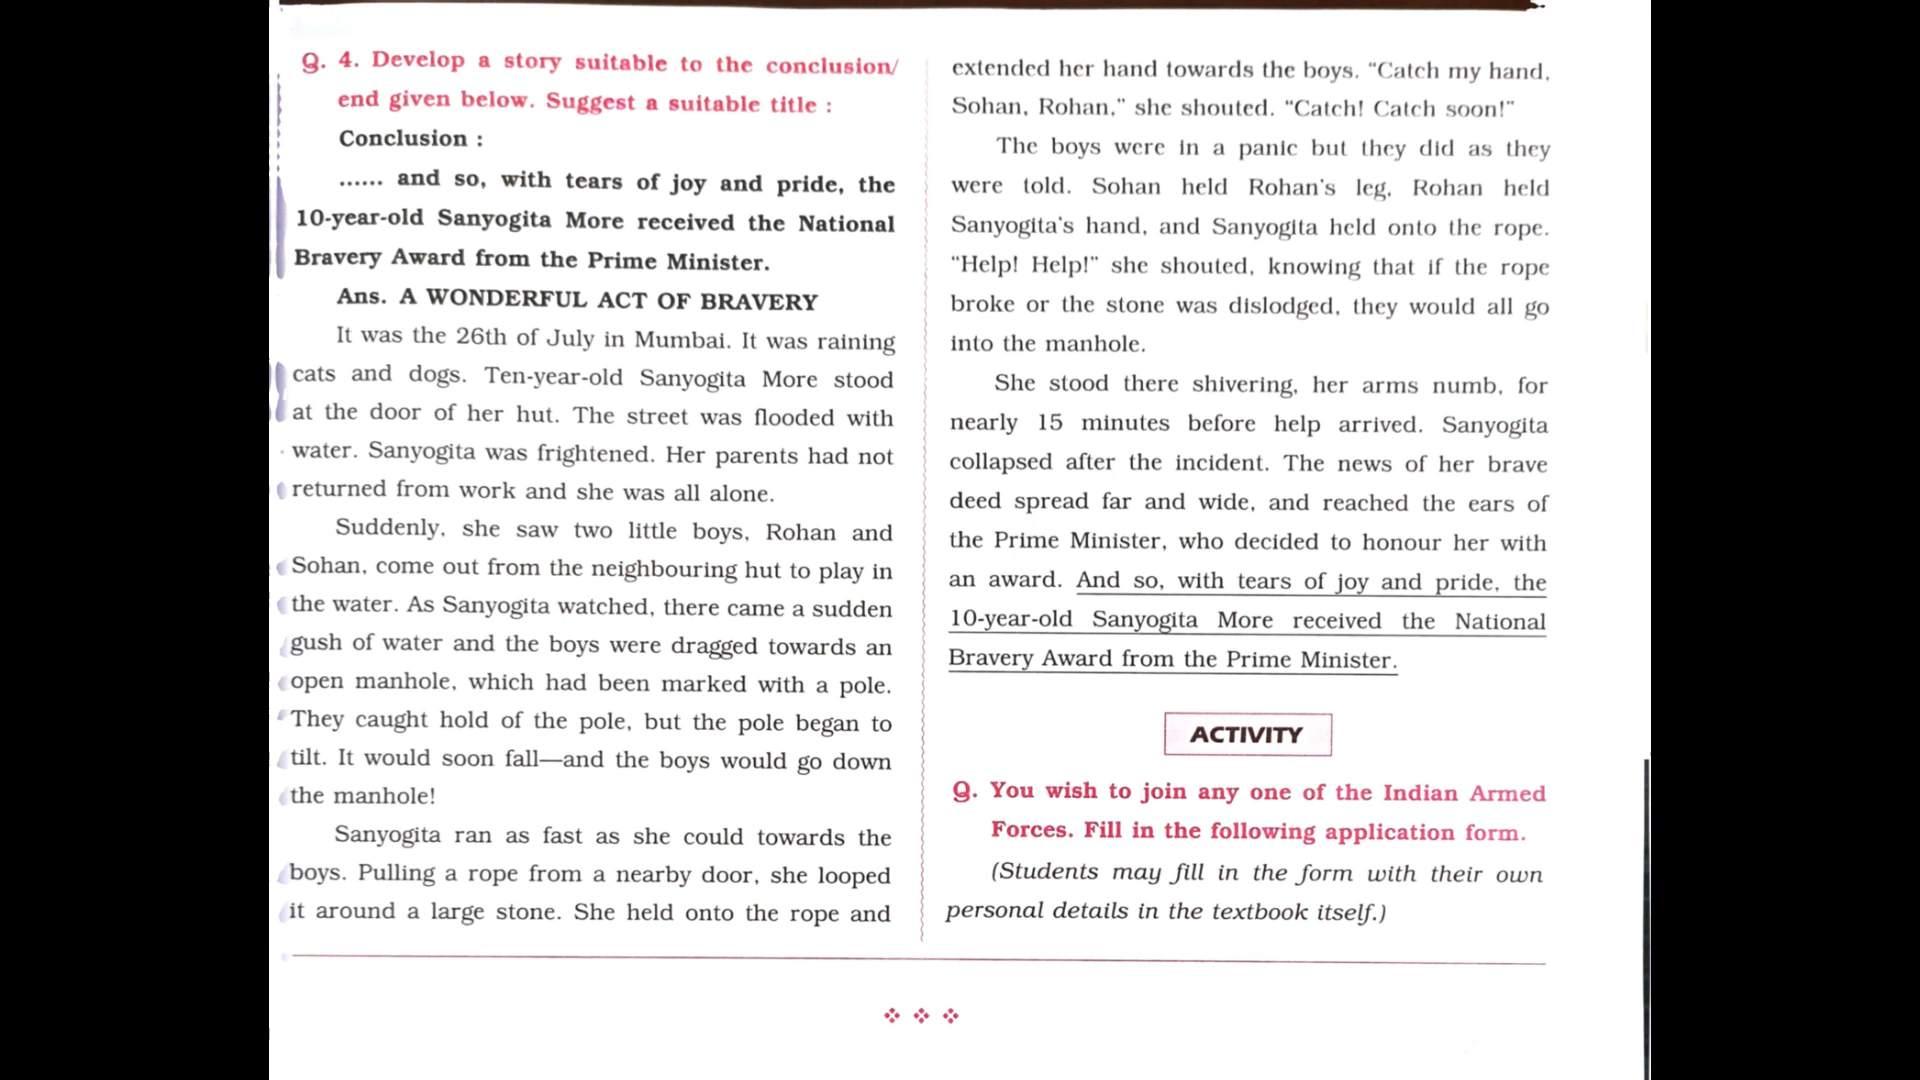 Q. 4. Develop a story suitable to the conclusion/
end given below. Suggest a suitable title :
Conclusion :
...... and so, with tears of joy and pride, the
10-year-old Sanyogita More received the National
Bravery Award from the Prime Minister.
Ans. A WONDERFUL ACT OF BRAVERY
It was the 26th of July in Mumbai. It was raining
cats and dogs. Ten-year-old Sanyogita More stood
at the door of her hut. The street was flooded with
water. Sanyogita was frightened. Her parents had not
returned from work and she was all alone.
Suddenly, she saw two little boys, Rohan and
Sohan, come out from the neighbouring hut to play in
the water. As Sanyogita watched, there came a sudden
gush of water and the boys were dragged towards an
open manhole, which had been marked with a pole.
They caught hold of the pole, but the pole began to
tilt. It would soon fall—and the boys would go down
the manhole!
Sanyogita ran as fast as she could towards the
boys. Pulling a rope from a nearby door, she looped
it around a large stone. She held onto the rope and
extended her hand towards the boys. “Catch my hand,
Sohan, Rohan,” she shouted. “Catch! Catch soon!”
The boys were in a panic but they did as they
were told. Sohan held Rohan's leg, Rohan held
Sanyogita's hand, and Sanyogita held onto the rope.
“Help! Help!” she shouted, knowing that if the rope
broke or the stone was dislodged, they would all go
into the manhole.
She stood there shivering, her arms numb, for
nearly 15 minutes before help arrived. Sanyogita
collapsed after the incident. The news of her brave
deed spread far and wide, and reached the ears of
the Prime Minister, who decided to honour her with
an award. And so, with tears of joy and pride, the
10-year-old Sanyogita More received the National
Bravery Award from the Prime Minister.
ACTIVITY
Q. You wish to join any one of the Indian Armed
Forces. Fill in the following application form.
(Students may fill in the form with their own
personal details in the textbook itself.)